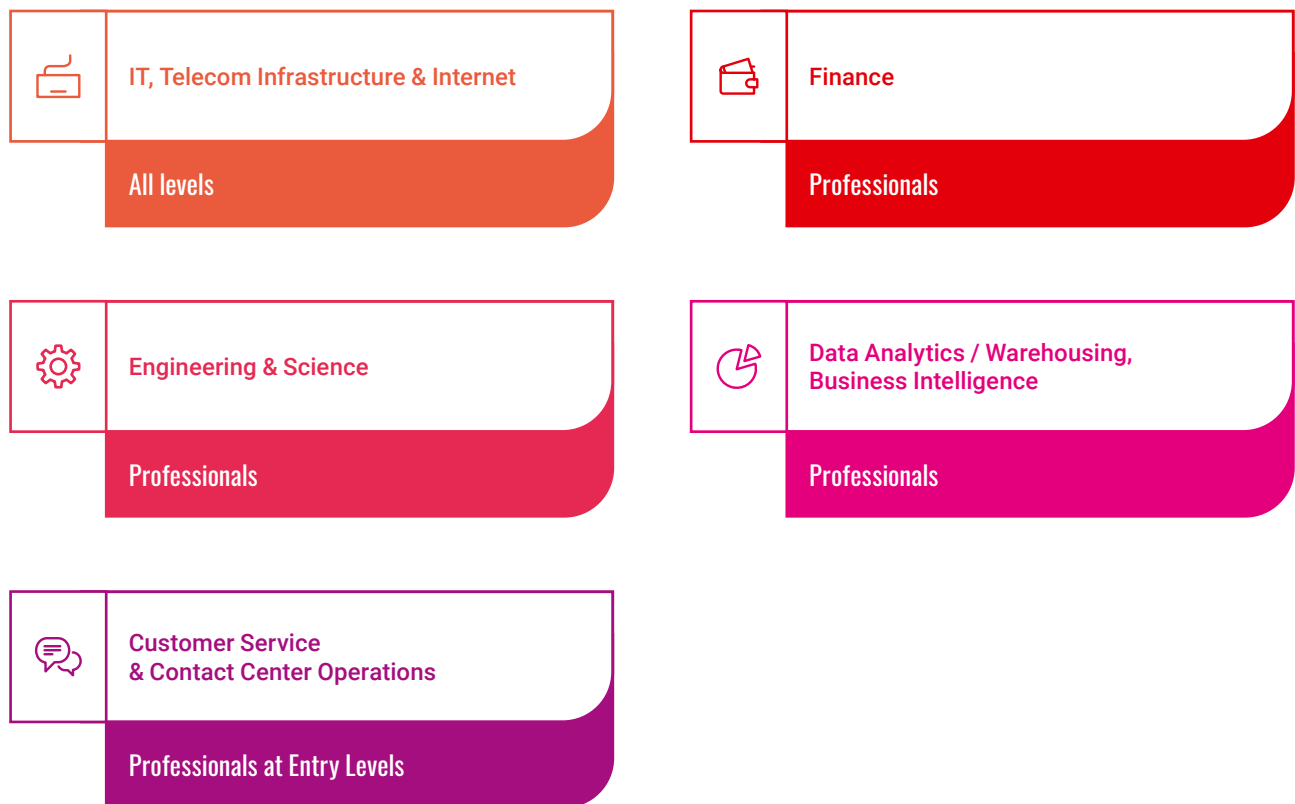 IT, Telecom Infrastructure & Internet
All levels
Finance
Professionals
Engineering & Science
Professionals
Data Analytics / Warehousing,
Business Intelligence
Professionals
Customer Service
& Contact Center Operations
Professionals at Entry Levels